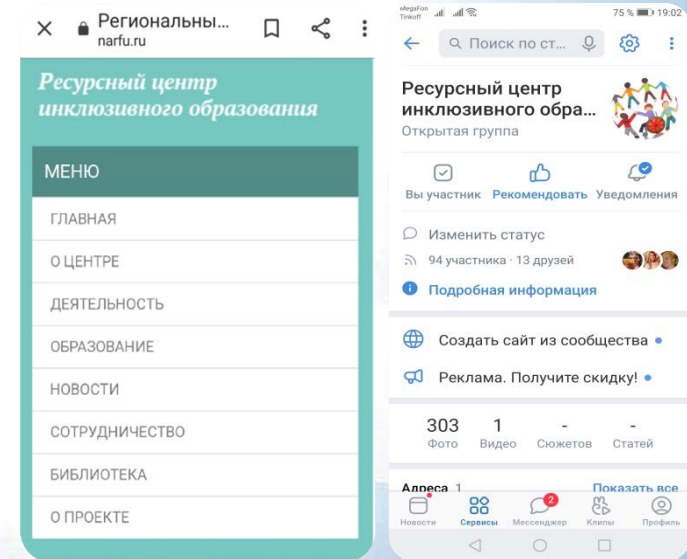 Региональны...
narfu.ru
Ресурсный центр
инклюзивного образования
МЕНЮ
ГЛАВНАЯ
О ЦЕНТРЕ
ДЕЯТЕЛЬНОСТЬ
ОБРАЗОВАНИЕ
НОВОСТИ
СОТРУДНИЧЕСТВО
БИБЛИОТЕКА
О ПРОЕКТЕ
MegaFon
Tinkoff
75 % 19:02
Поиск по ст...
Ресурсный центр
инклюзивного обра...
Открытая группа
Вы участник Рекомендовать Уведомления
Изменить статус
94 участника · 13 друзей
Подробная информация
Создать сайт из сообщества
Реклама. Получите скидку!
303 1 - -
Фото Видео Сюжетов Статей
Адреса 1 Показать все
2
Новости Сервисы Мессенджер Клипы Профиль